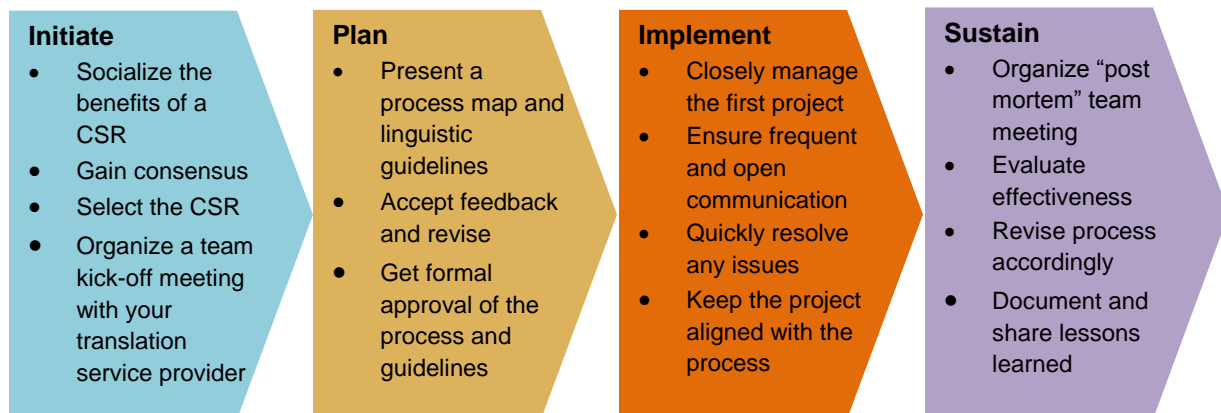 Initiate
• Socialize the
benefits of a
CSR
• Gain consensus
• Select the CSR
• Organize a team
kick-off meeting
with your
translation
service provider
Plan
• Present a
process map and
linguistic
guidelines
• Accept feedback
and revise
• Get formal
approval of the
process and
guidelines
Implement
• Closely manage
the first project
• Ensure frequent
and open
communication
• Quickly resolve
any issues
• Keep the project
aligned with the
process
Sustain
• Organize “post
mortem” team
meeting
• Evaluate
effectiveness
• Revise process
accordingly
• Document and
share lessons
learned